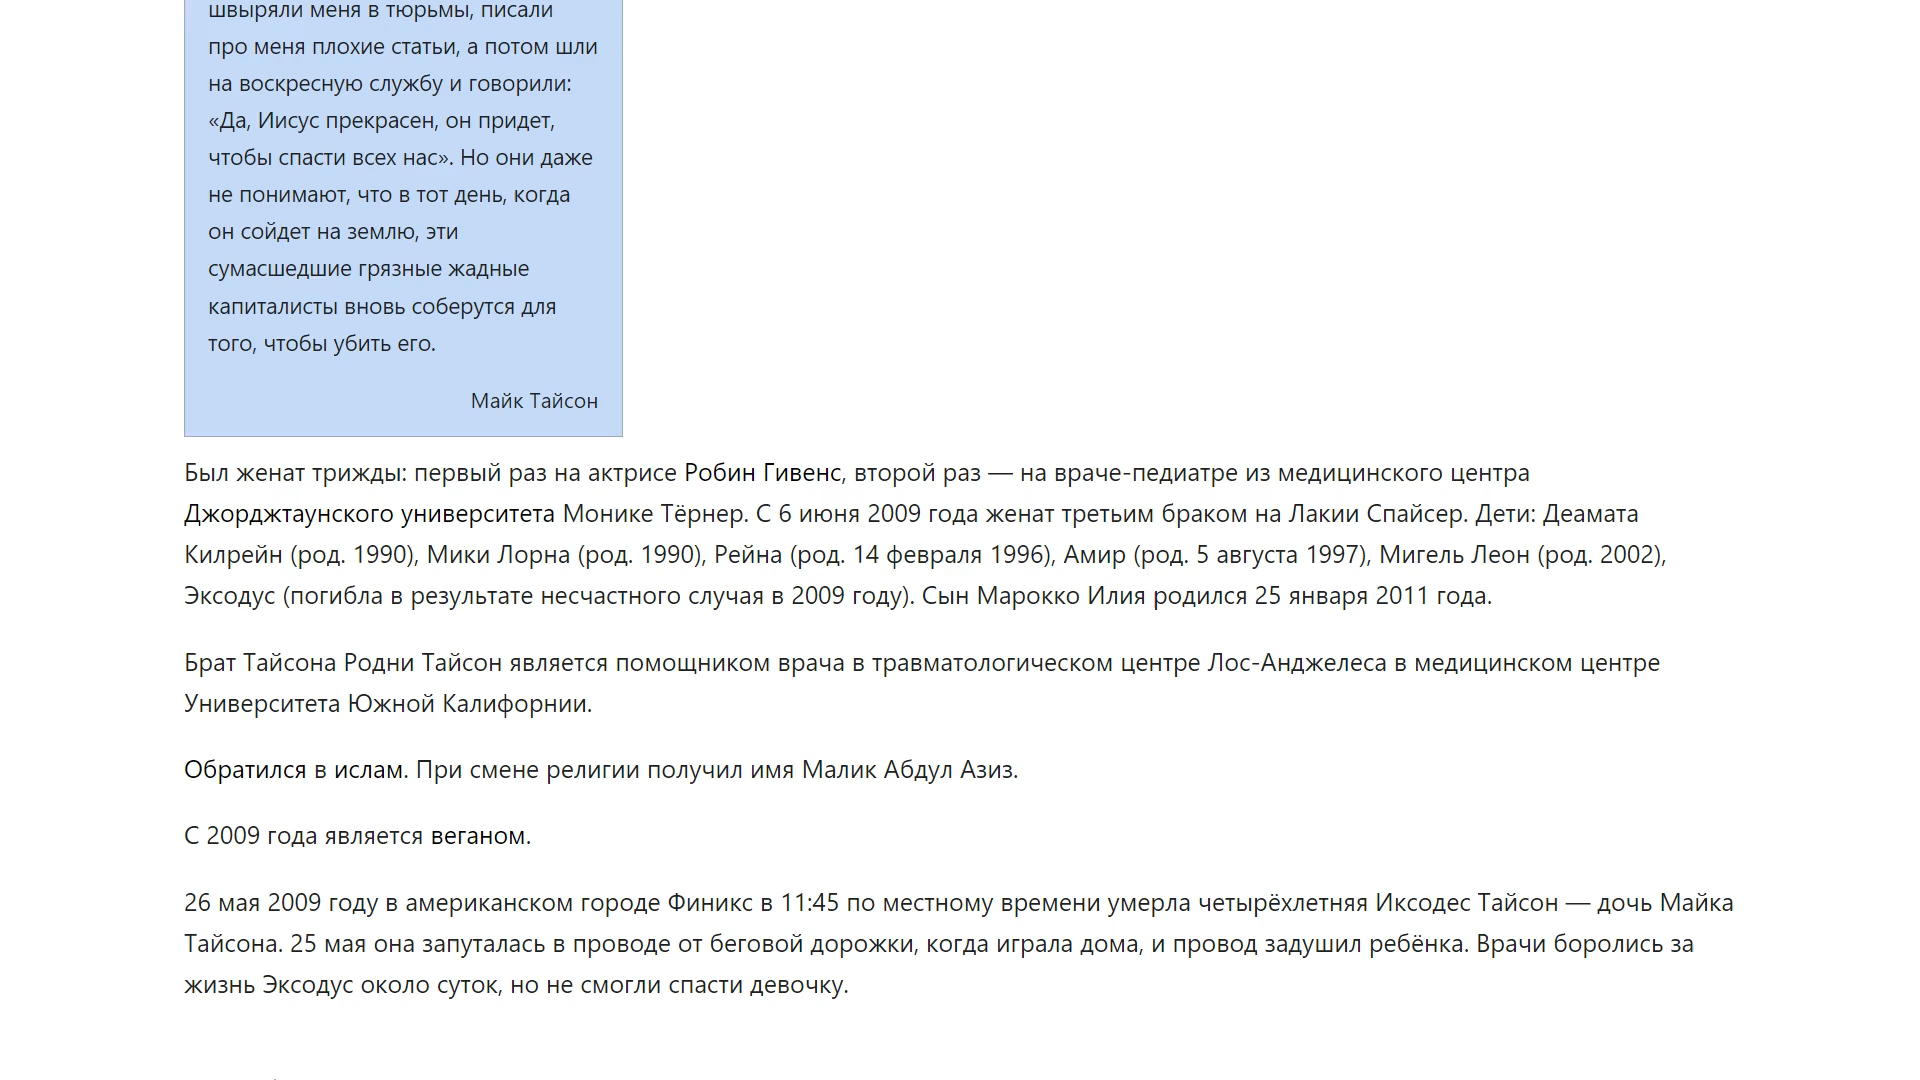 швыряли меня в тюрьмы, писали
про меня плохие статьи, а потом шли
на воскресную службу и говорили:
«Да, Иисус прекрасен, он придет,
чтобы спасти всех нас». Но они даже
не понимают, что в тот день, когда
он сойдет на землю, эти
сумасшедшие грязные жадные
капиталисты вновь соберутся для
того, чтобы убить его.
Майк Тайсон
Был женат трижды: первый раз на актрисе Робин Гивенс, второй раз — на враче-педиатре из медицинского центра
Джорджтаунского университета Монике Тёрнер. С 6 июня 2009 года женат третьим браком на Лакии Спайсер. Дети: Деамата
Килрейн (род. 1990), Мики Лорна (род. 1990), Рейна (род. 14 февраля 1996), Амир (род. 5 августа 1997), Мигель Леон (род. 2002),
Эксодус (погибла в результате несчастного случая в 2009 году). Сын Марокко Илия родился 25 января 2011 года.
Брат Тайсона Родни Тайсон является помощником врача в травматологическом центре Лос-Анджелеса в медицинском центре
Университета Южной Калифорнии.
Обратился в ислам. При смене религии получил имя Малик Абдул Азиз.
С 2009 года является веганом.
26 мая 2009 году в американском городе Финикс в 11:45 по местному времени умерла четырёхлетняя Иксодес Тайсон — дочь Майка
Тайсона. 25 мая она запуталась в проводе от беговой дорожки, когда играла дома, и провод задушил ребёнка. Врачи боролись за
жизнь Эксодус около суток, но не смогли спасти девочку.